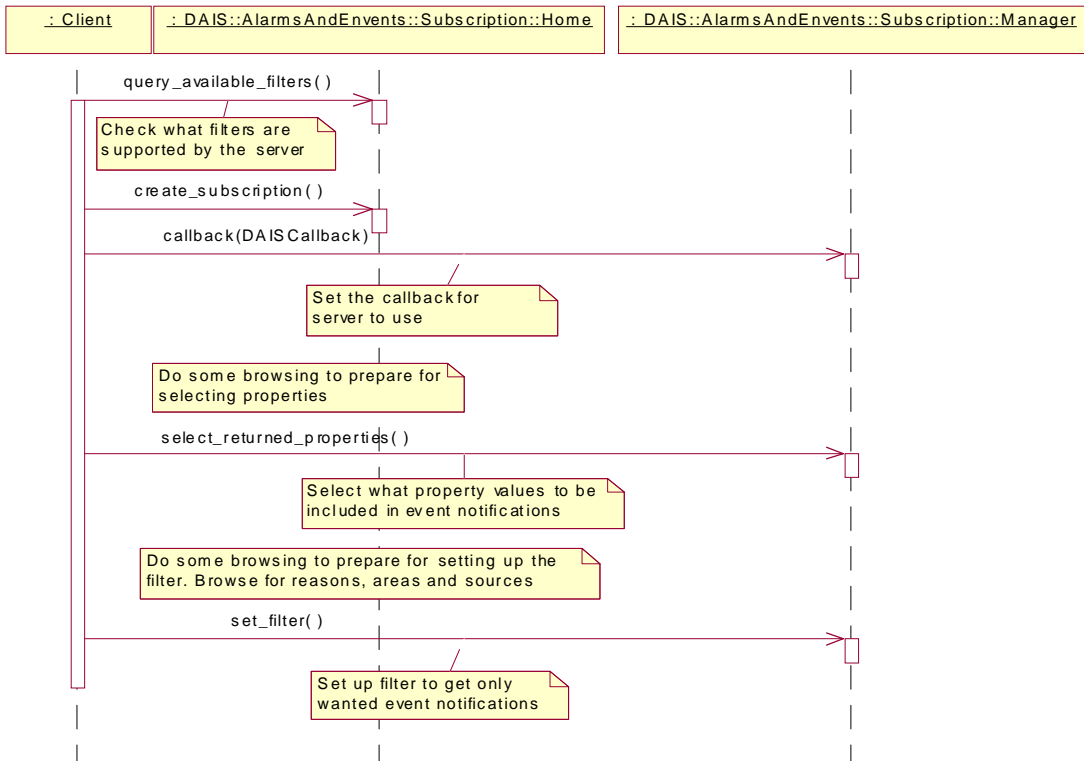 : Client
: DAIS::AlarmsAndEnvents::Subscription::Home
: DAIS::AlarmsAndEnvents::Subscription::Manager
query_available_filters( )
Check what filters are
supported by the server
create_subscription( )
callback(DAISCallback)
Set the callback for
server to use
Do some browsing to prepare for
selecting properties
select_returned_properties( )
Select what property values to be
included in event notifications
Do some browsing to prepare for setting up the
filter. Browse for reasons, areas and sources
set_filter( )
Set up filter to get only
wanted event notifications